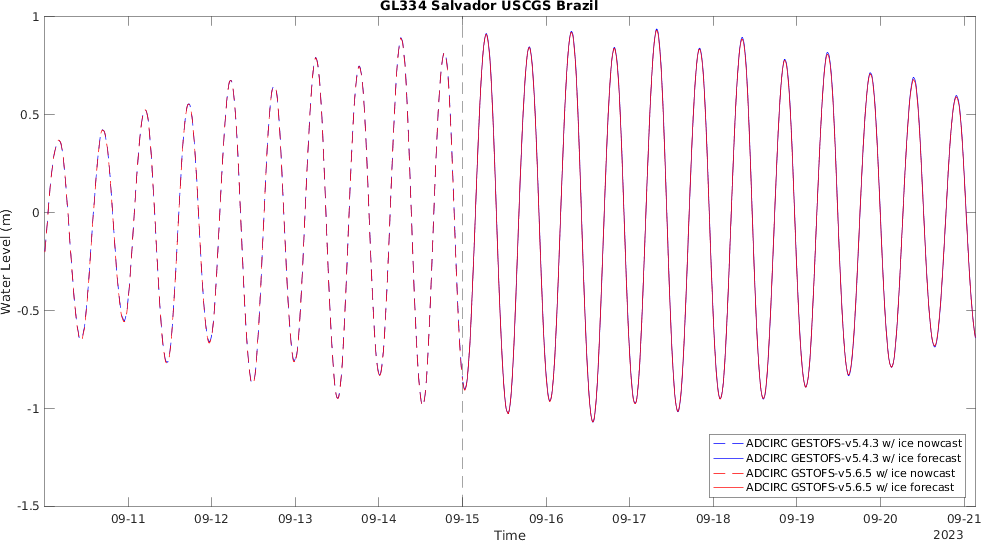 GL334 Salvador USCGS Brazil
1
0.5
0
-0.5
-1
-1.5
Water Level (m)
ADCIRC GESTOFS-v5.4.3 w/ ice nowcast
ADCIRC GESTOFS-v5.4.3 w/ ice forecast
ADCIRC GSTOFS-v5.6.5 w/ ice nowcast
ADCIRC GSTOFS-v5.6.5 w/ ice forecast
09-11 09-12 09-13 09-14 09-15 09-16 09-17 09-18 09-19 09-20 09-21
Time
2023